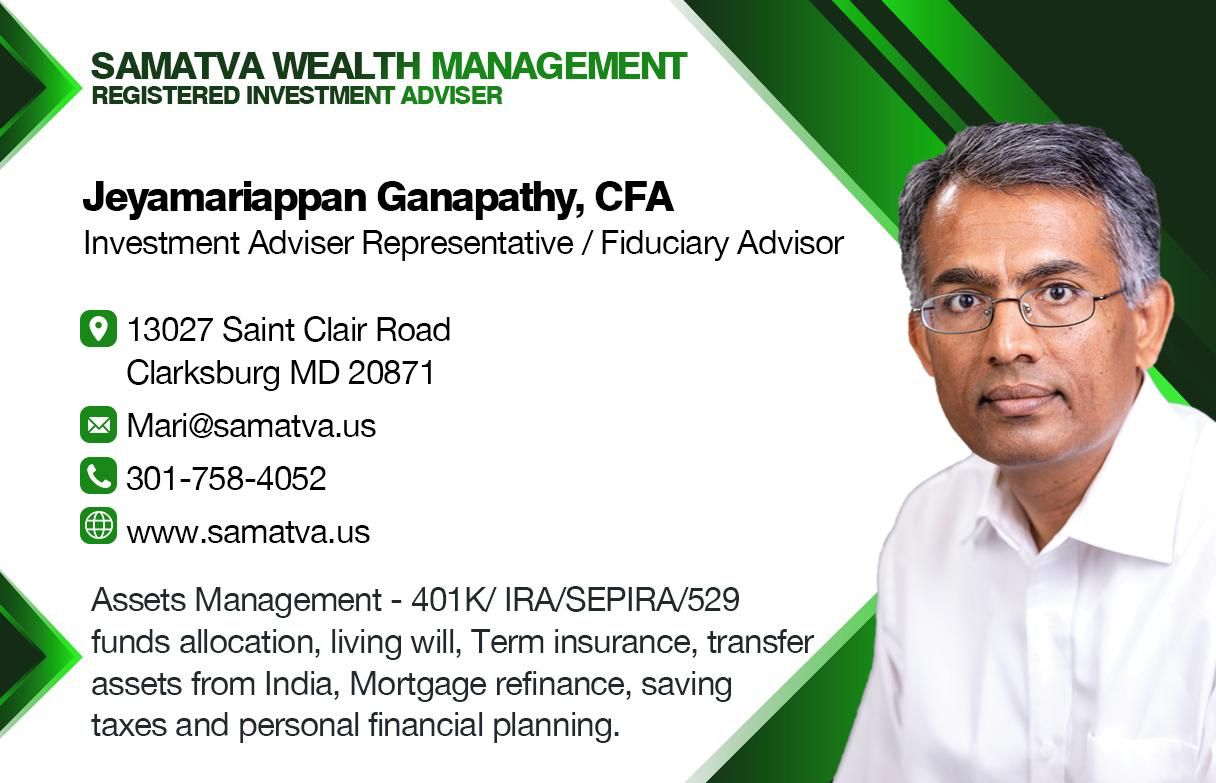 SAMATVA WEALTH MANAGEMENT
REGISTERED INVESTMENT ADVISER
Jeyamariappan Ganapathy, CFA
Investment Adviser Representative / Fiduciary Advisor
13027 Saint Clair Road
Clarksburg MD 20871
Mari@samatva.us
301-758-4052
www.samatva.us
Assets Management - 401K/ IRA/SEPIRA/529
funds allocation, living will, Term insurance, transfer
assets from India, Mortgage refinance, saving
taxes and personal financial planning.